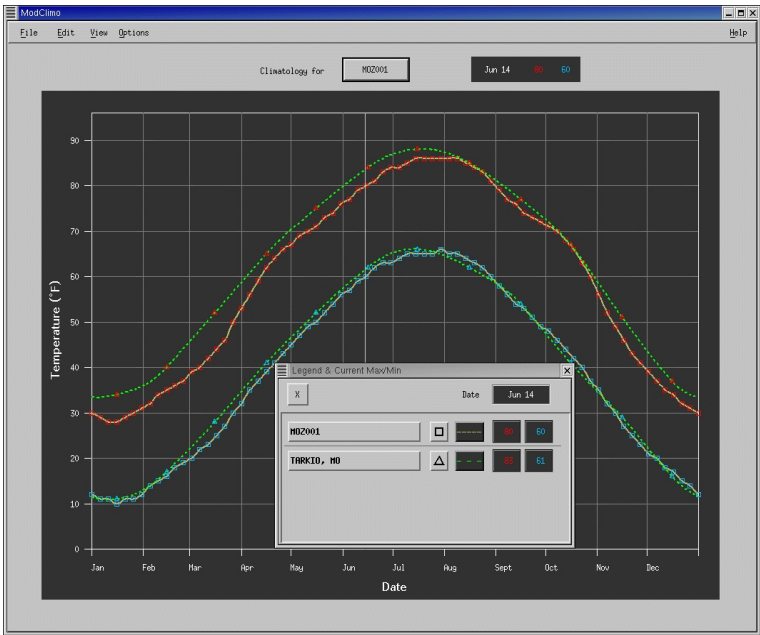 ModClimo
File Edit View Options Help
Climatology for MOZ001 Jun 14 80 60
90
80
70
60
50
40
30
20
10
0
Temperature (°F)
Legend & Current Max/Min
X Date Jun 14
MOZ001 80 60
TARKIO, MO 85 61
Jan Feb Mar Apr May Jun Jul Aug Sept Oct Nov Dec
Date